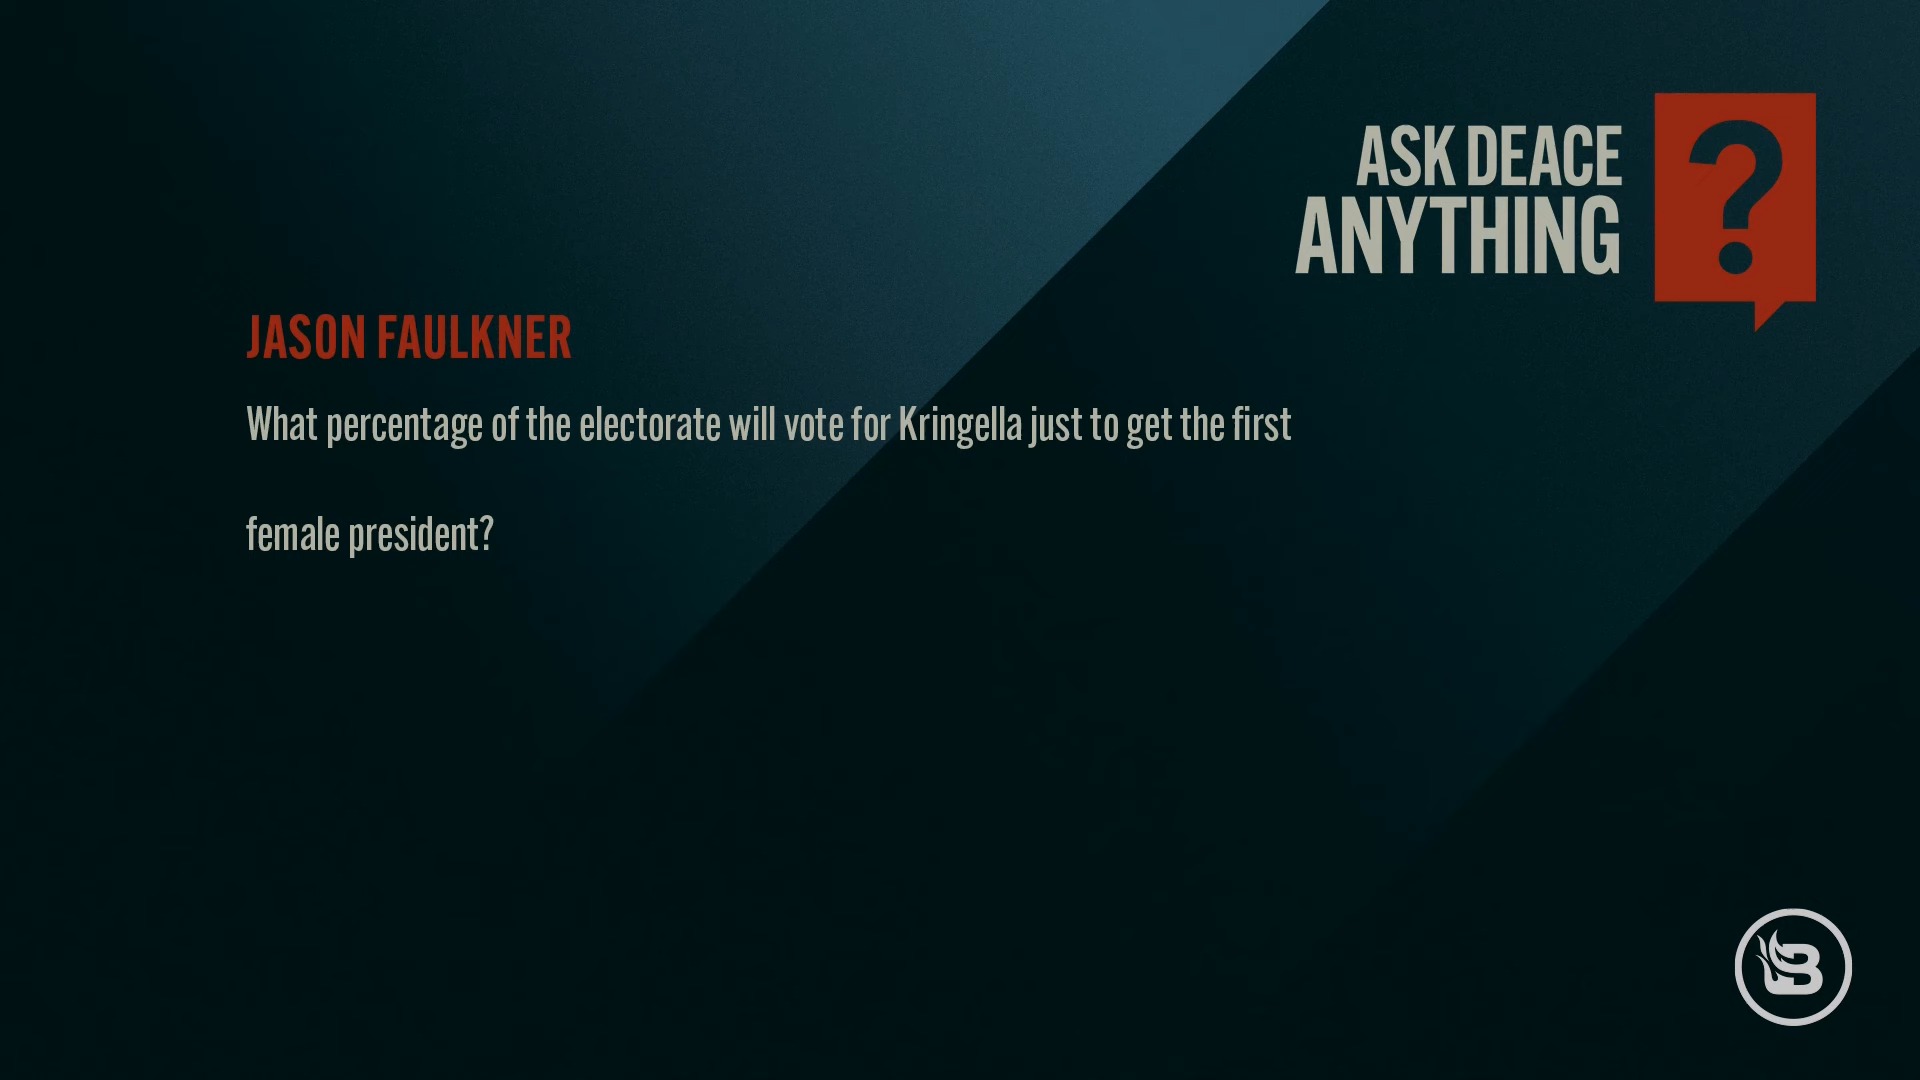 ASK DEACE
ANYTHING
?
JASON FAULKNER
What percentage of the electorate will vote for Kringella just to get the first
female president?
B